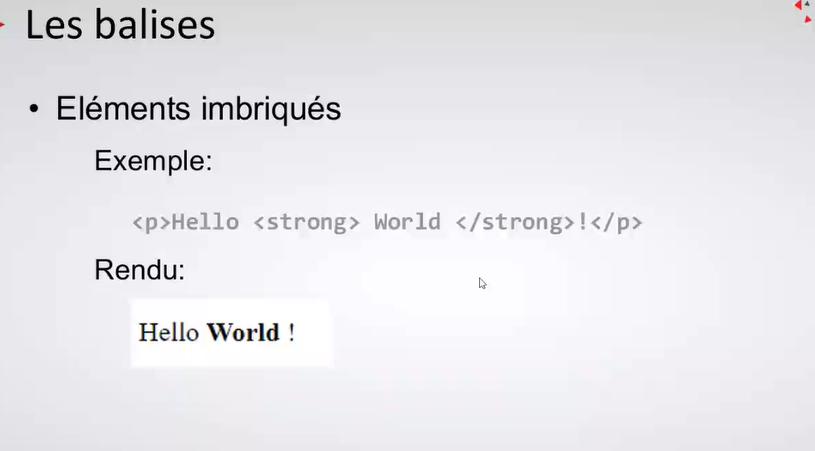 Les balises
• Eléments imbriqués
Exemple:
<p>Hello <strong> World </strong>!</p>
Rendu:
Hello World !